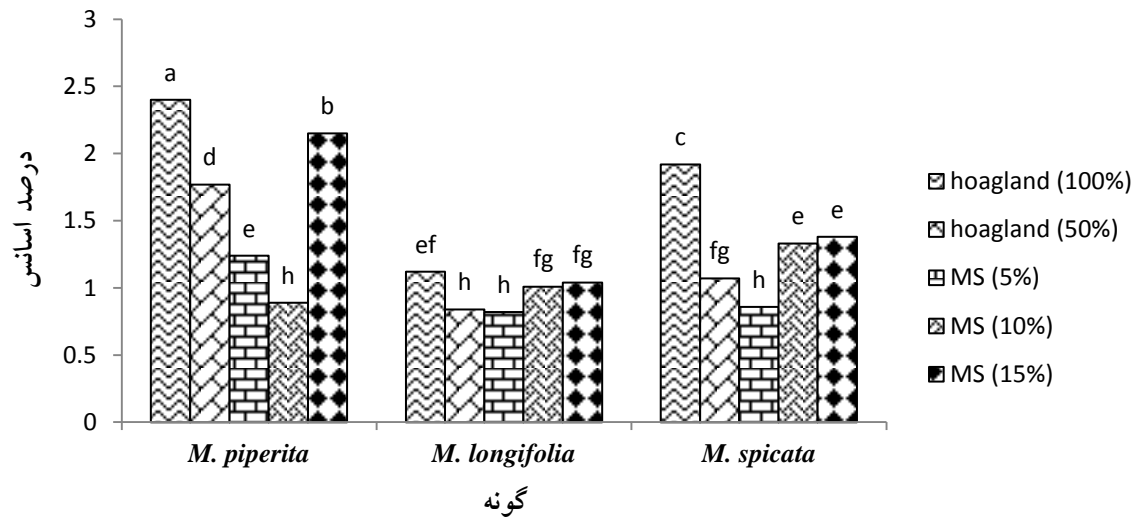 درصد اسانس
3
2.5
2
1.5
1
0.5
0
a
d
e
h
b
ef
h
h
fg
fg
c
fg
h
e
e
M. piperita
M. longifolia
M. spicata
گونه
hoagland (100%)
hoagland (50%)
MS (5%)
MS (10%)
MS (15%)